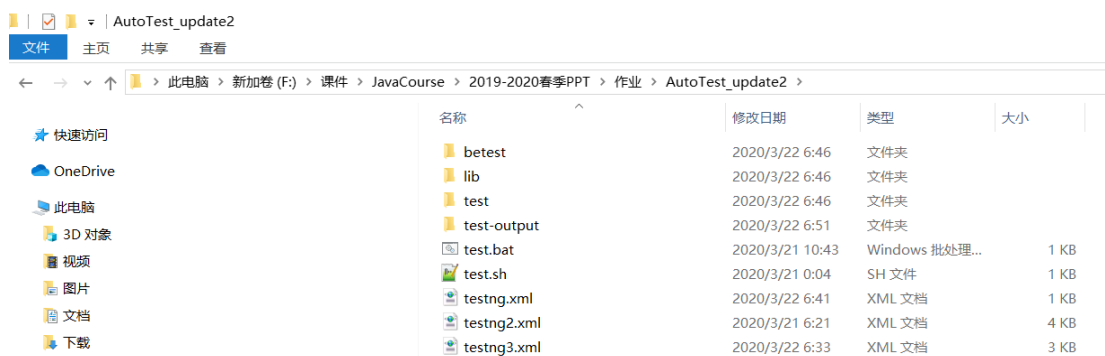 AutoTest_update2
文件 主页 共享 查看
此电脑 > 新加卷 (F:) > 课件 > JavaCourse > 2019-2020春季PPT > 作业 > AutoTest_update2 >
名称 修改日期 类型 大小
快速访问
OneDrive
此电脑
3D 对象
视频
图片
文档
下载
betest 2020/3/22 6:46 文件夹
lib 2020/3/22 6:46 文件夹
test 2020/3/22 6:46 文件夹
test-output 2020/3/22 6:51 文件夹
test.bat 2020/3/21 10:43 Windows 批处理... 1 KB
test.sh 2020/3/21 0:04 SH 文件 1 KB
testng.xml 2020/3/22 6:41 XML 文档 1 KB
testng2.xml 2020/3/21 6:21 XML 文档 4 KB
testng3.xml 2020/3/22 6:33 XML 文档 3 KB